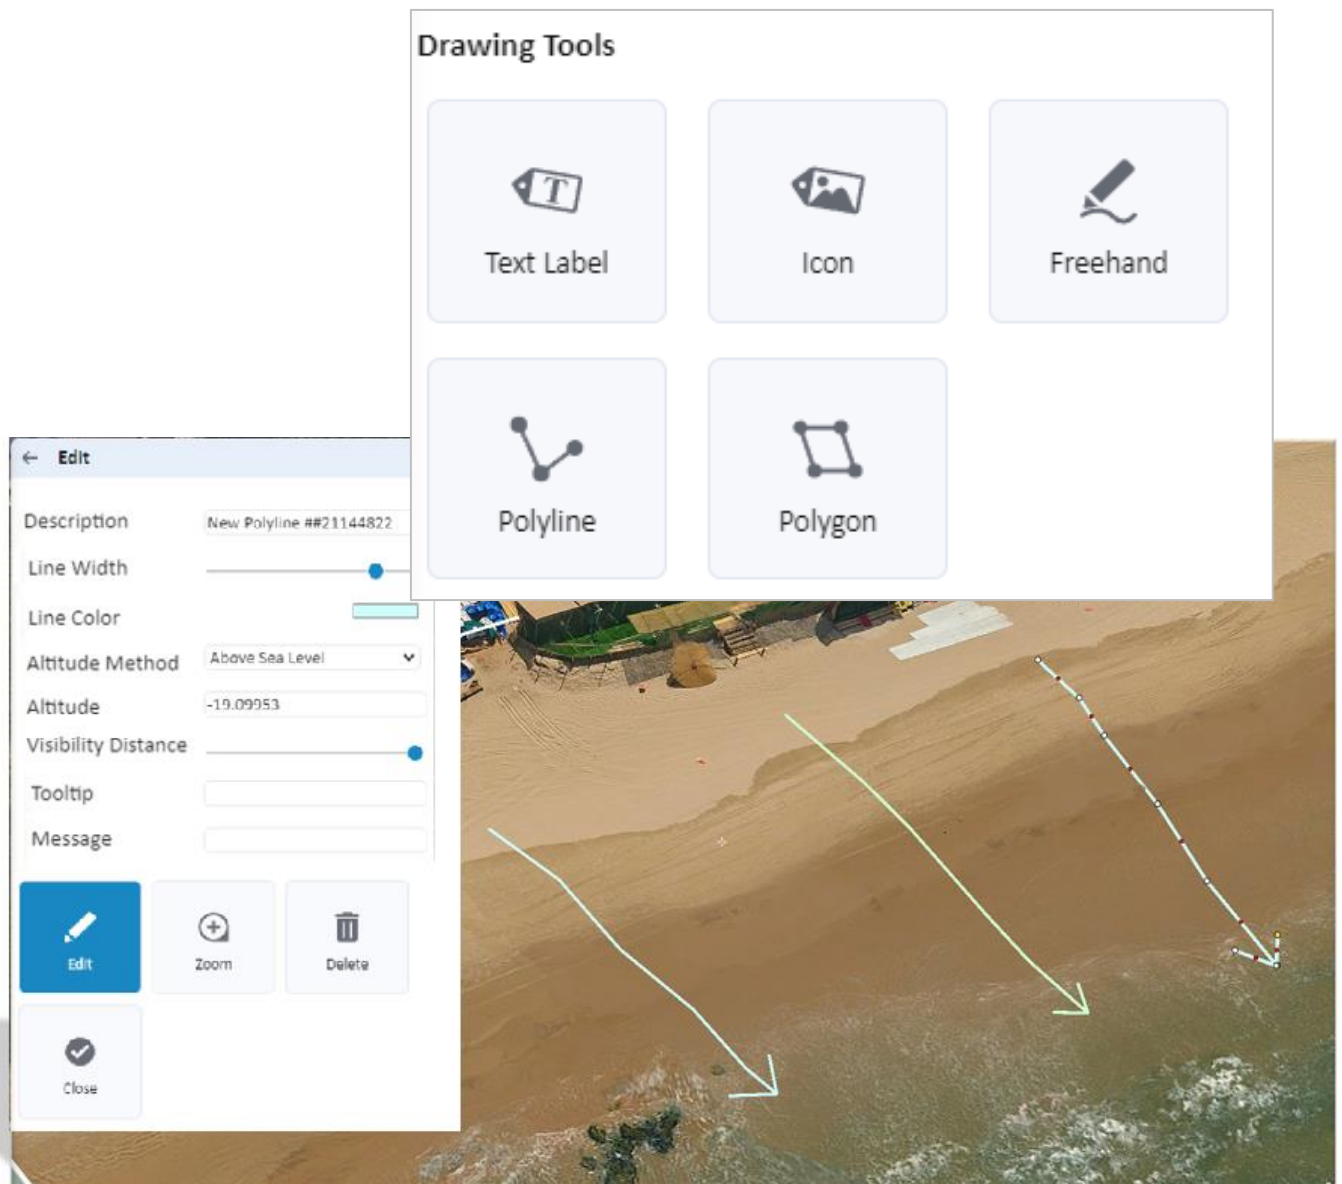 Drawing Tools
Text Label
Icon
Freehand
Polyline
Polygon
← Edit
Description New Polyline ##21144822
Line Width
Line Color
Altitude Method Above Sea Level
Altitude -19.09953
Visibility Distance
Tooltip
Message
Edit
Zoom
Delete
Close